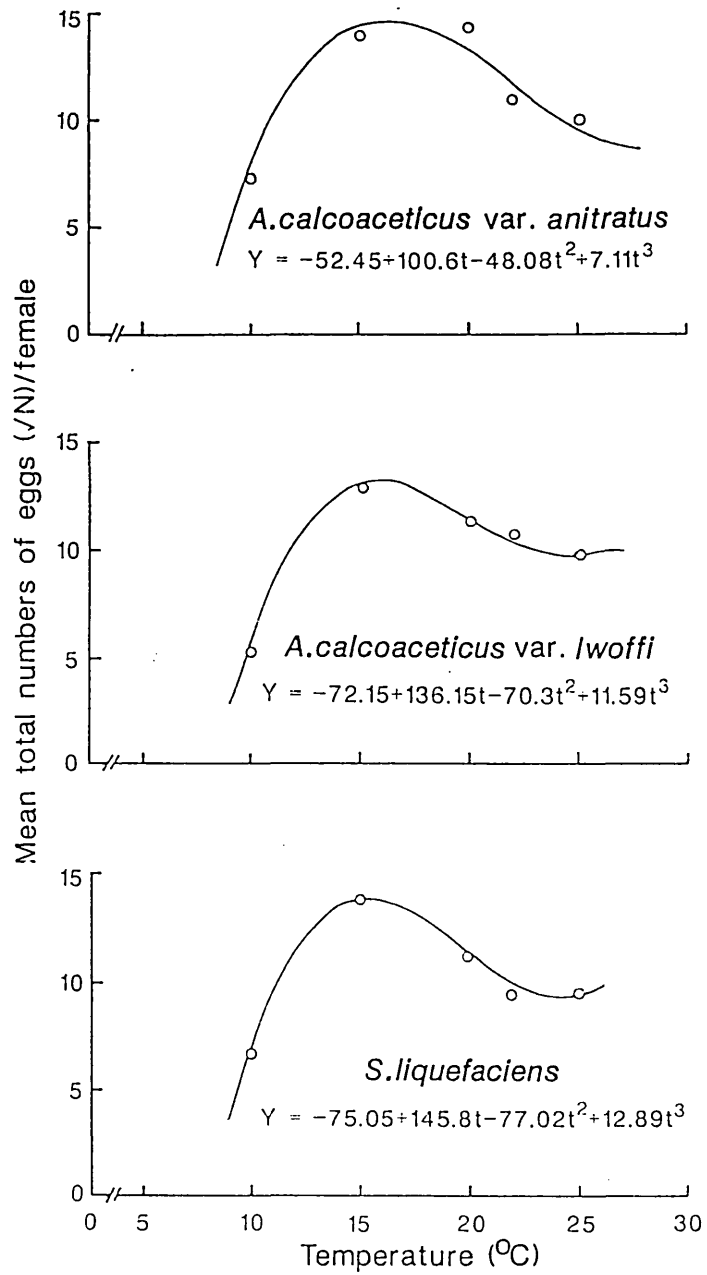 Mean total numbers of eggs (√N)/female
15
10
5
0
A.calcoaceticus var. anitratus
Y = -52.45+100.6t-48.08t²+7.11t³
15
10
5
0
A.calcoaceticus var. lwoffi
Y = -72.15+136.15t-70.3t²+11.59t³
15
10
5
0
S.liquefaciens
Y = -75.05+145.8t-77.02t²+12.89t³
0 5 10 15 20 25 30
Temperature (°C)